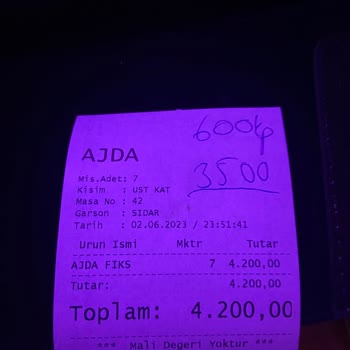 600tp
AJDA
3500
Mis.Adet: 7
Kisim : UST KAT
Masa No : 42
Garson : SIDAR
Tarih : 02.06.2023 / 23:51:41
Urun Ismi Mktr Tutar
AJDA FIKS 7 4.200,00
Tutar: 4.200,00
Toplam: 4.200,00
*** Mali Degeri Yoktur ***